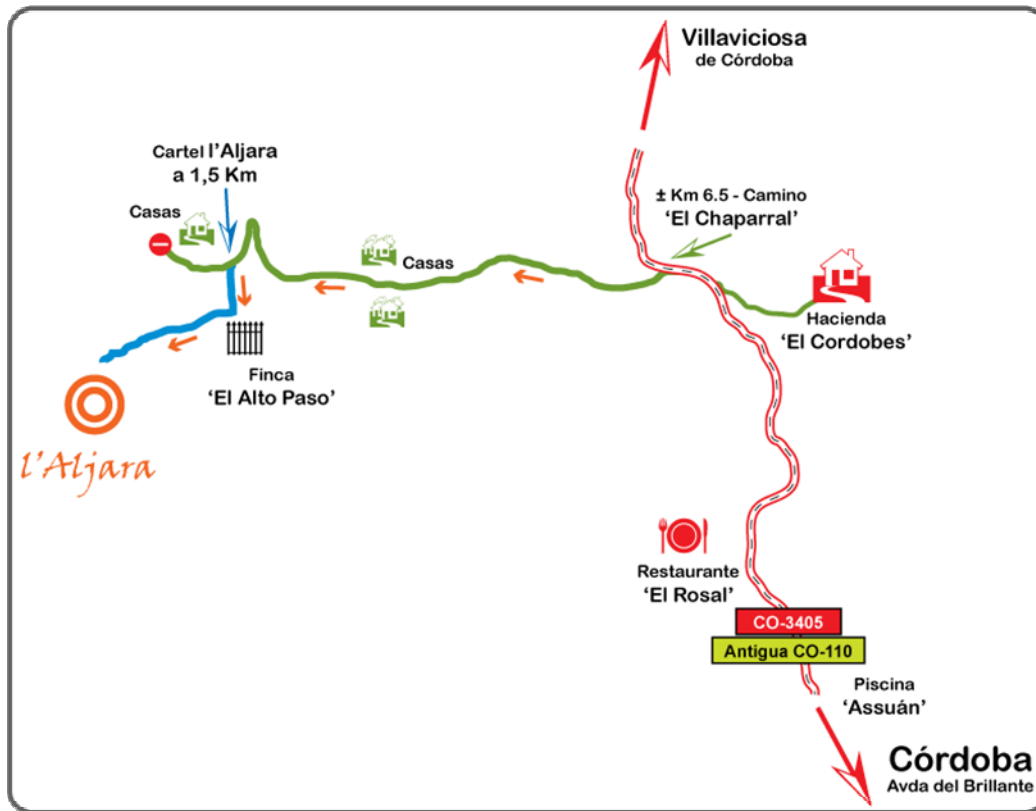 Villaviciosa
de Córdoba
Cartel l'Aljara
a 1,5 Km
Casas
± Km 6.5 - Camino
'El Chaparral'
Casas
Hacienda
'El Cordobes'
Finca
'El Alto Paso'
l'Aljara
Restaurante
'El Rosal'
CO-3405
Antigua CO-110
Piscina
'Assuán'
Córdoba
Avda del Brillante